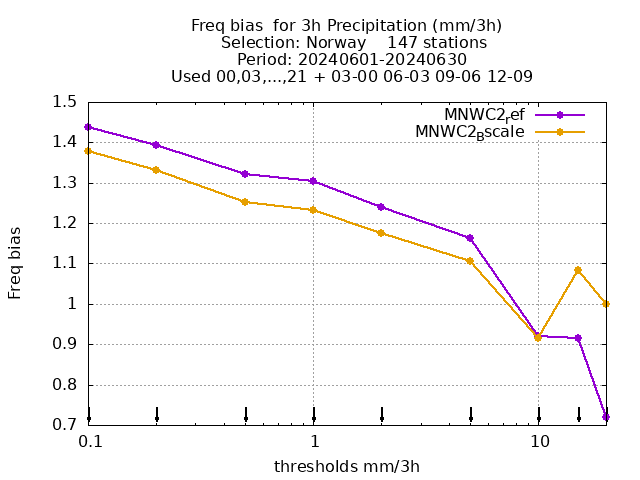 Freq bias  for 3h Precipitation (mm/3h)
Selection: Norway    147 stations
Period: 20240601-20240630
Used 00,03,...,21 + 03-00 06-03 09-06 12-09
MNWC2ref
MNWC2Bscale
1.5
1.4
1.3
1.2
1.1
1
0.9
0.8
0.7
Freq bias
0.1 1 10
thresholds mm/3h